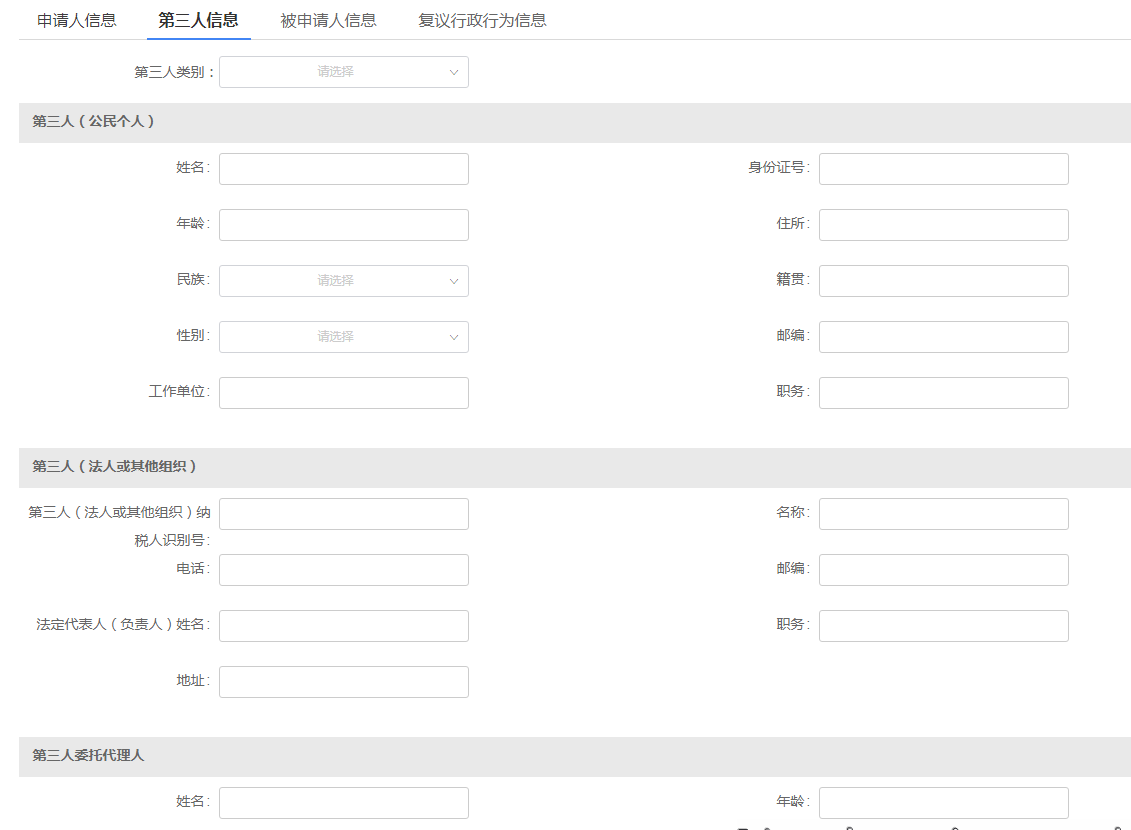 申请人信息 第三人信息 被申请人信息 复议行政行为信息
第三人类别： 请选择
第三人（公民个人）
姓名: 身份证号:
年龄: 住所:
民族: 请选择 籍贯:
性别: 请选择 邮编:
工作单位: 职务:
第三人（法人或其他组织）
第三人（法人或其他组织）纳 名称:
税人识别号:
电话: 邮编:
法定代表人（负责人）姓名: 职务:
地址:
第三人委托代理人
姓名: 年龄: